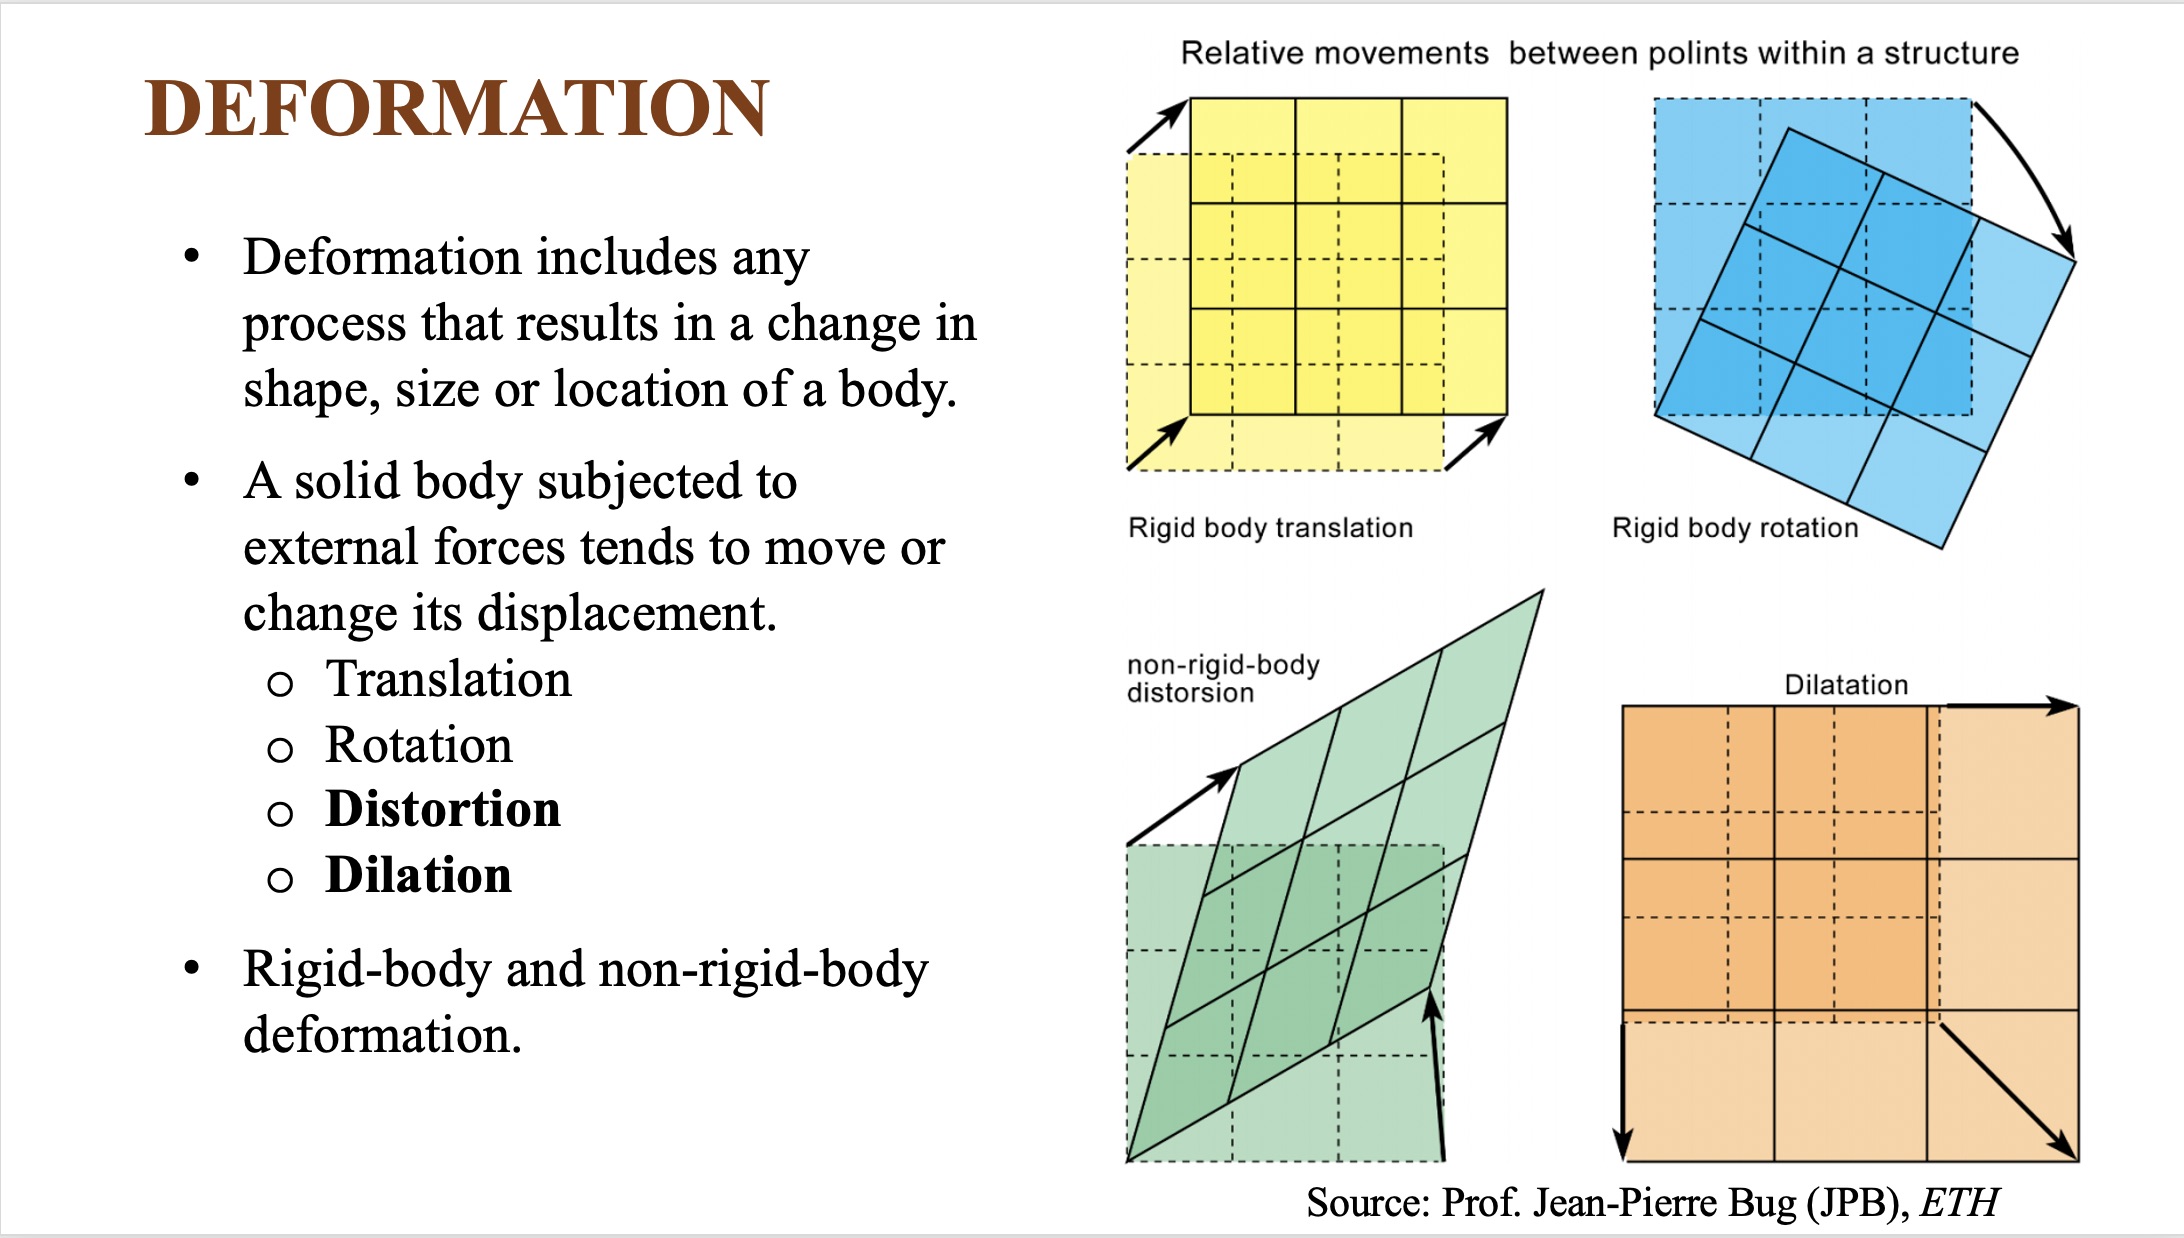 DEFORMATION
• Deformation includes any
process that results in a change in
shape, size or location of a body.
• A solid body subjected to
external forces tends to move or
change its displacement.
o Translation
o Rotation
o Distortion
o Dilation
• Rigid-body and non-rigid-body
deformation.
Relative movements between polints within a structure
Rigid body translation
Rigid body rotation
non-rigid-body
distorsion
Dilatation
Source: Prof. Jean-Pierre Bug (JPB), ETH